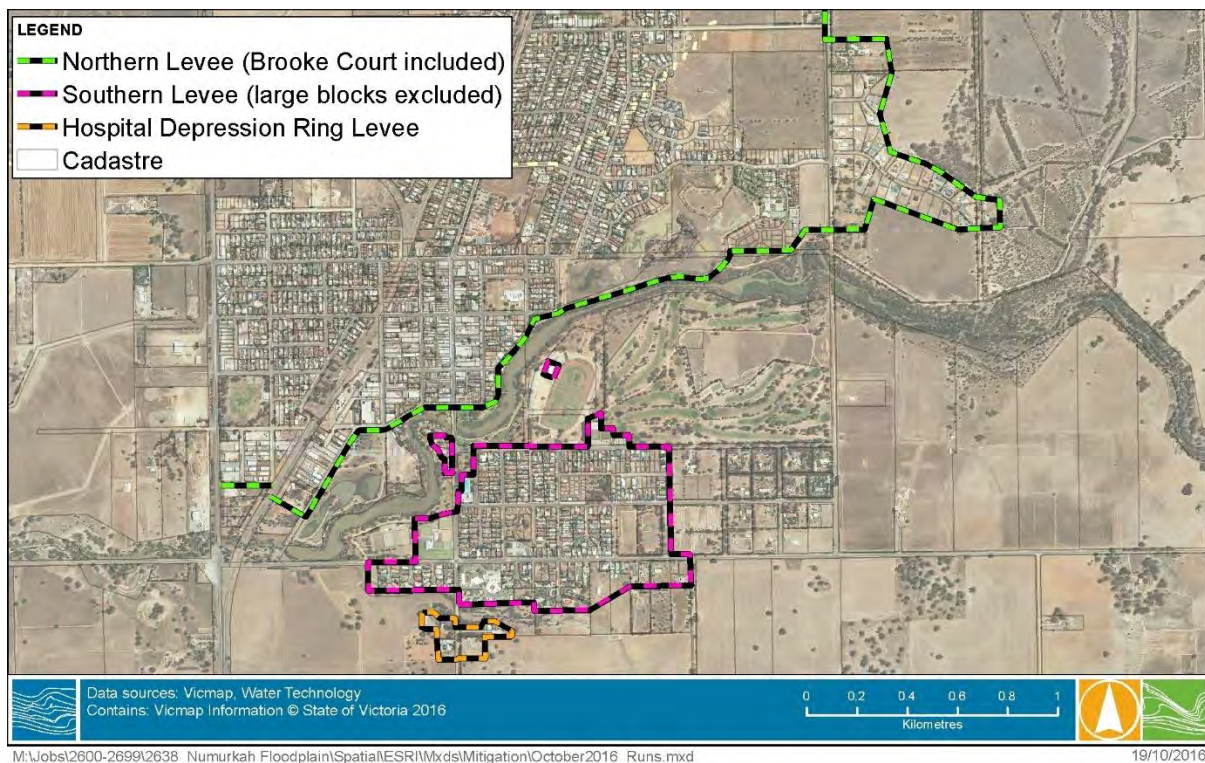 LEGEND
Northern Levee (Brooke Court included)
Southern Levee (large blocks excluded)
Hospital Depression Ring Levee
Cadastre
Data sources: Vicmap, Water Technology
Contains: Vicmap Information © State of Victoria 2016
0 0.2 0.4 0.6 0.8 1
Kilometres
M:\Jobs\2600-2699\2638_Numurkah Floodplain\Spatial\ESRI\Mxds\Mitigation\October2016_Runs.mxd
19/10/2016